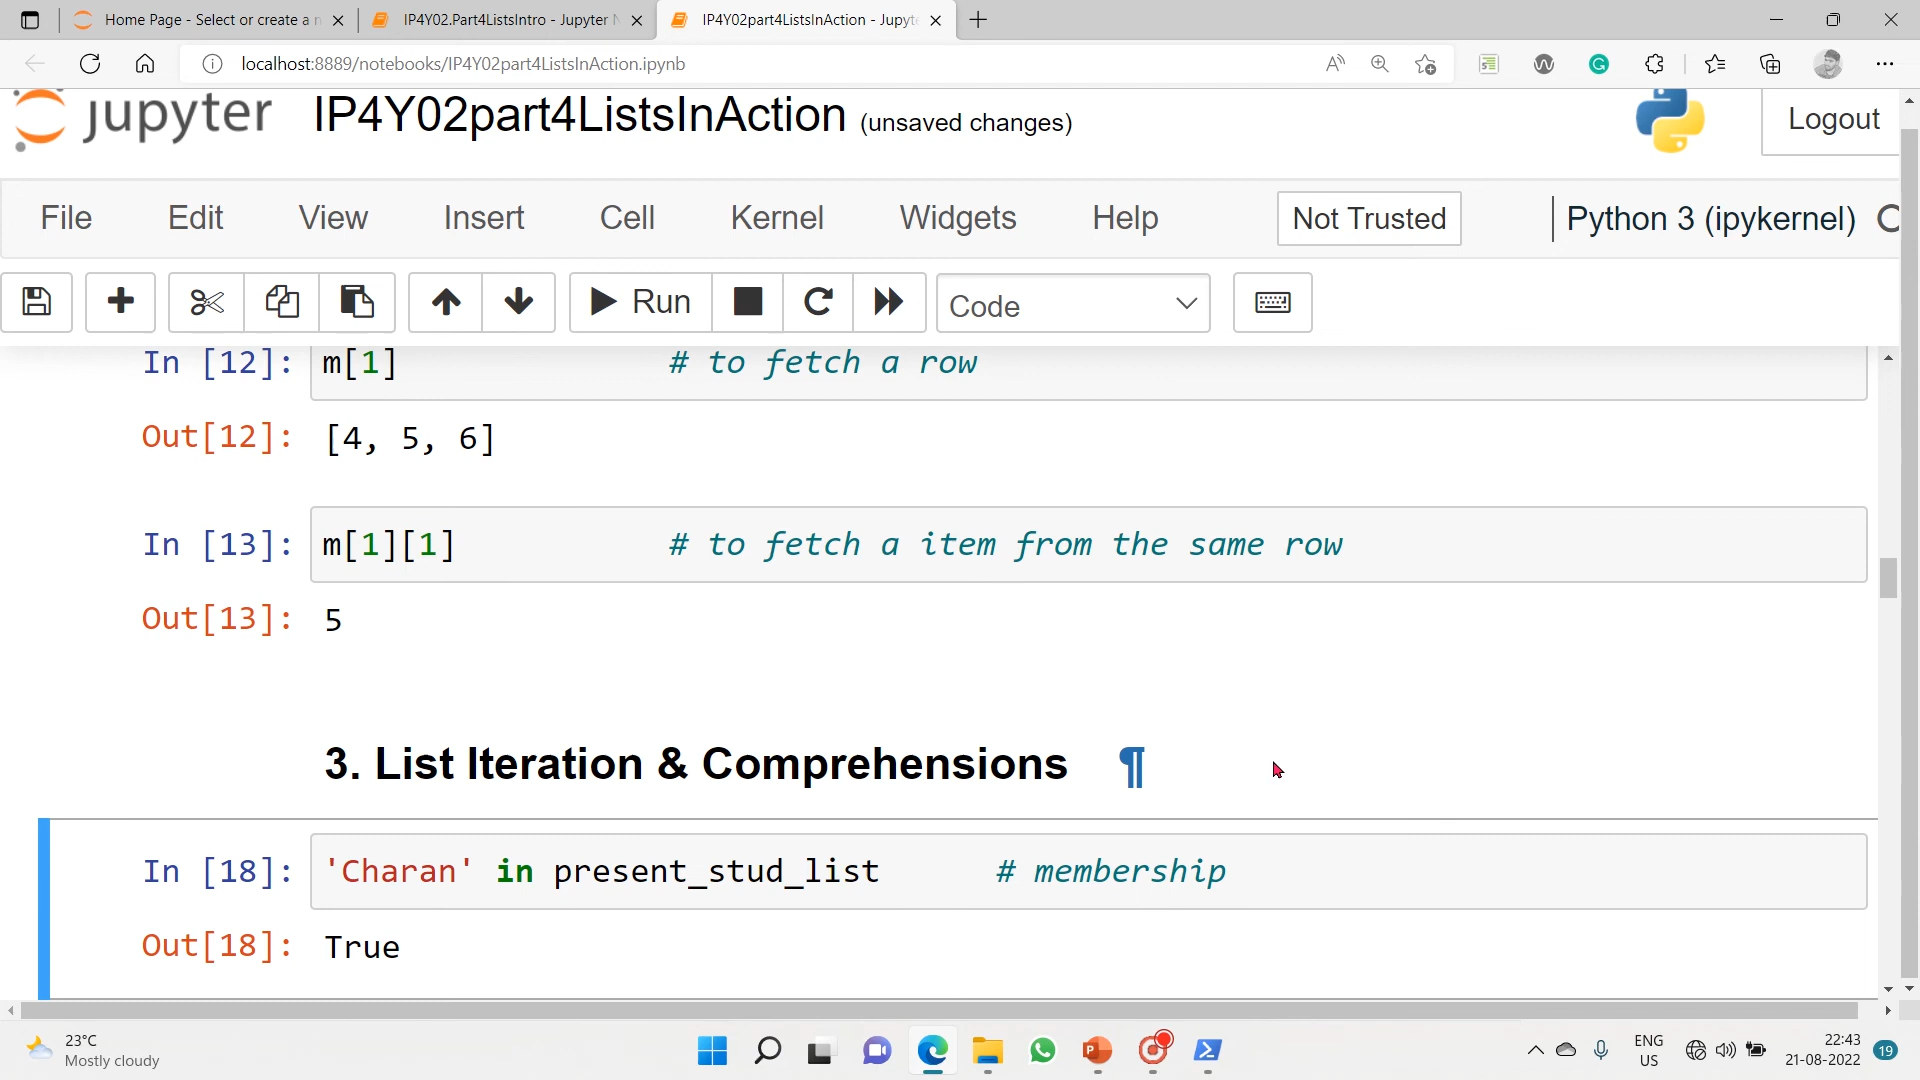 Home Page - Select or create a n
IP4Y02.Part4ListsIntro - Jupyter N
IP4Y02part4ListsInAction - Jupyte
localhost:8889/notebooks/IP4Y02part4ListsInAction.ipynb
jupyter IP4Y02part4ListsInAction (unsaved changes)
Logout
File Edit View Insert Cell Kernel Widgets Help
Not Trusted
Python 3 (ipykernel)
Run
Code
In [12]: m[1] # to fetch a row
Out[12]: [4, 5, 6]
In [13]: m[1][1] # to fetch a item from the same row
Out[13]: 5
3. List Iteration & Comprehensions ¶
In [18]: 'Charan' in present_stud_list # membership
Out[18]: True
23°C
Mostly cloudy
ENG
US
22:43
21-08-2022
19